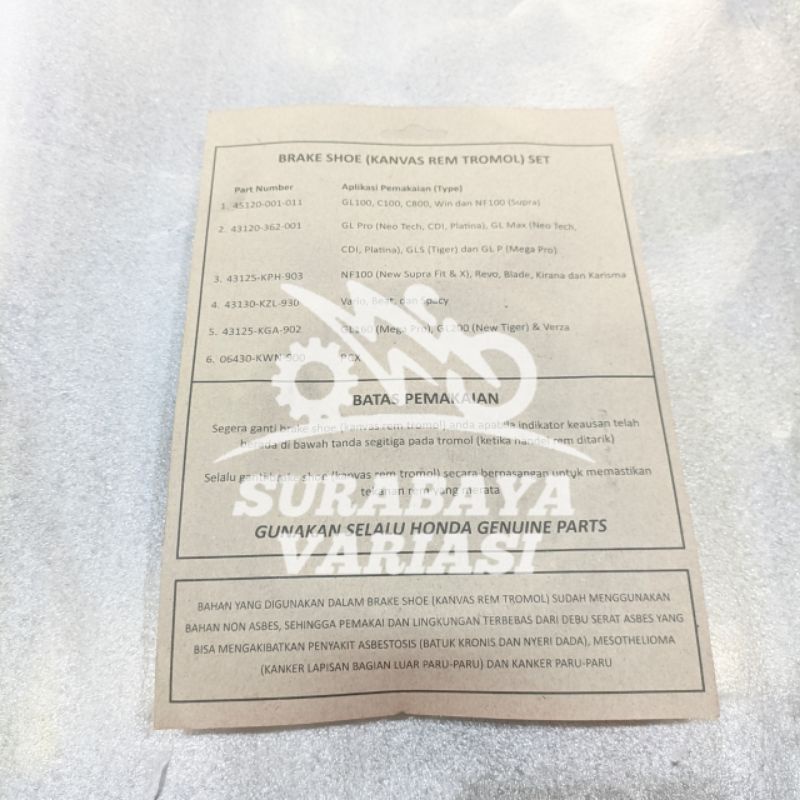 BRAKE SHOE (KANVAS REM TROMOL) SET
Part Number Aplikasi Pemakaian (Type)
1. 45120-001-011 GL100, C100, C800, Win dan NF100 (Supra)
2. 43120-362-001 GL Pro (Neo Tech, CDI, Platina), GL Max (Neo Tech,
CDI, Platina), GLS (Tiger) dan GL P (Mega Pro)
3. 43125-KPH-903 NF100 (New Supra Fit & X), Revo, Blade, Kirana dan Karisma
4. 43130-KZL-930 Vario, Beat, dan Spacy
5. 43125-KGA-902 GL160 (Mega Pro), GL200 (New Tiger) & Verza
6. 06430-KWN-900 PCX
BATAS PEMAKAIAN
Segera ganti brake shoe (kanvas rem tromol) anda apabila indikator keausan telah
berada di bawah tanda segitiga pada tromol (ketika handel rem ditarik)
Selalu ganti brake shoe (kanvas rem tromol) secara berpasangan untuk memastikan
tekanan rem yang merata
SURABAYA
GUNAKAN SELALU HONDA GENUINE PARTS
VARIASI
BAHAN YANG DIGUNAKAN DALAM BRAKE SHOE (KANVAS REM TROMOL) SUDAH MENGGUNAKAN
BAHAN NON ASBES, SEHINGGA PEMAKAI DAN LINGKUNGAN TERBEBAS DARI DEBU SERAT ASBES YANG
BISA MENGAKIBATKAN PENYAKIT ASBESTOSIS (BATUK KRONIS DAN NYERI DADA), MESOTHELIOMA
(KANKER LAPISAN BAGIAN LUAR PARU-PARU) DAN KANKER PARU-PARU